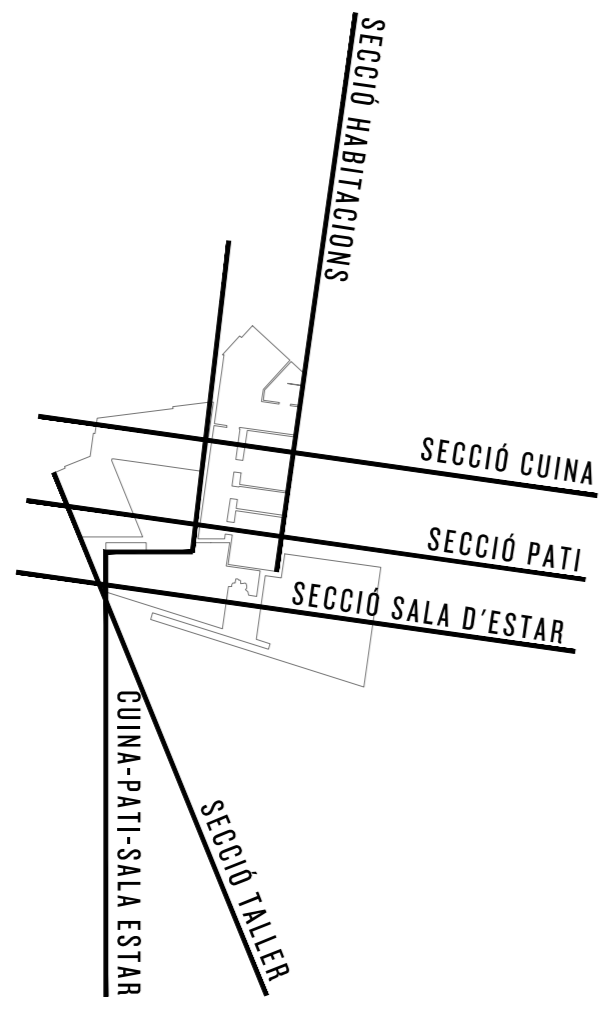 SECCIÓ HABITACIONS
SECCIÓ CUINA
SECCIÓ PATI
SECCIÓ SALA D'ESTAR
CUINA-PATI-SALA ESTAR
SECCIÓ TALLER